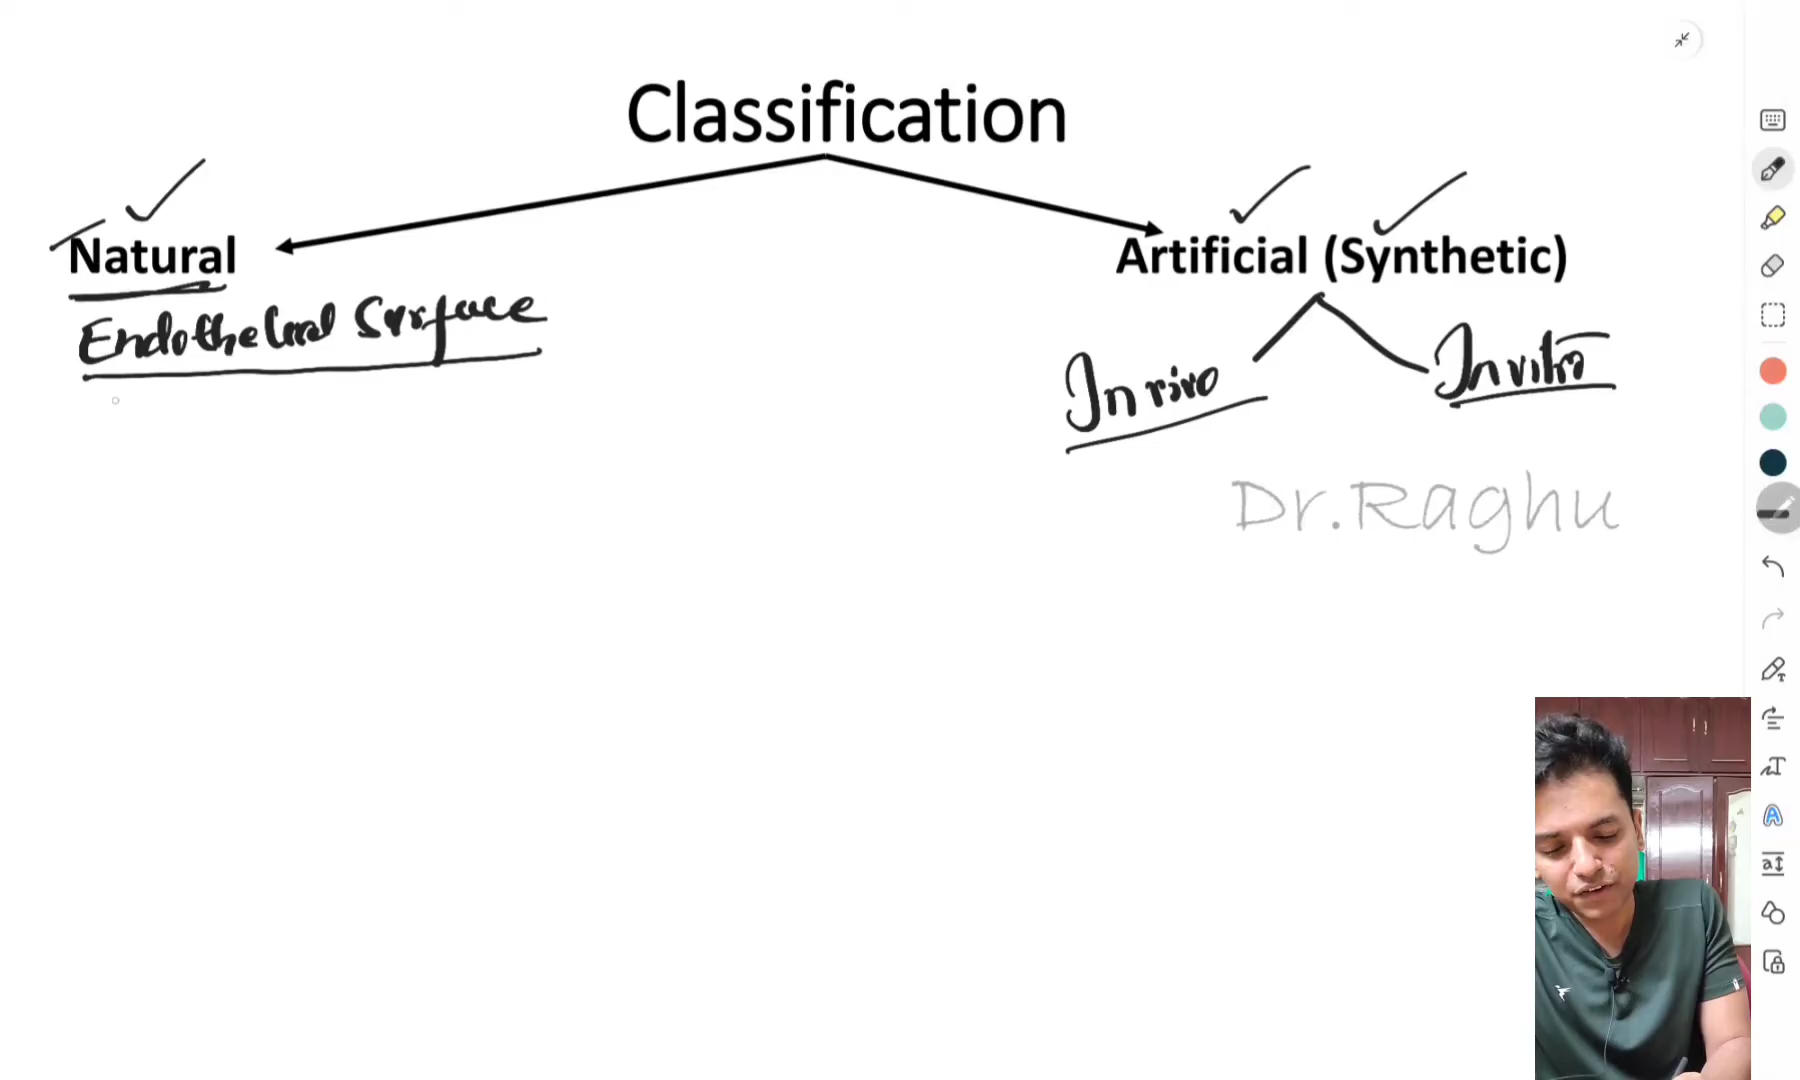 Classification
Natural
Artificial (Synthetic)
Endothelial Surface
In vivo
In vitro
Dr.Raghu